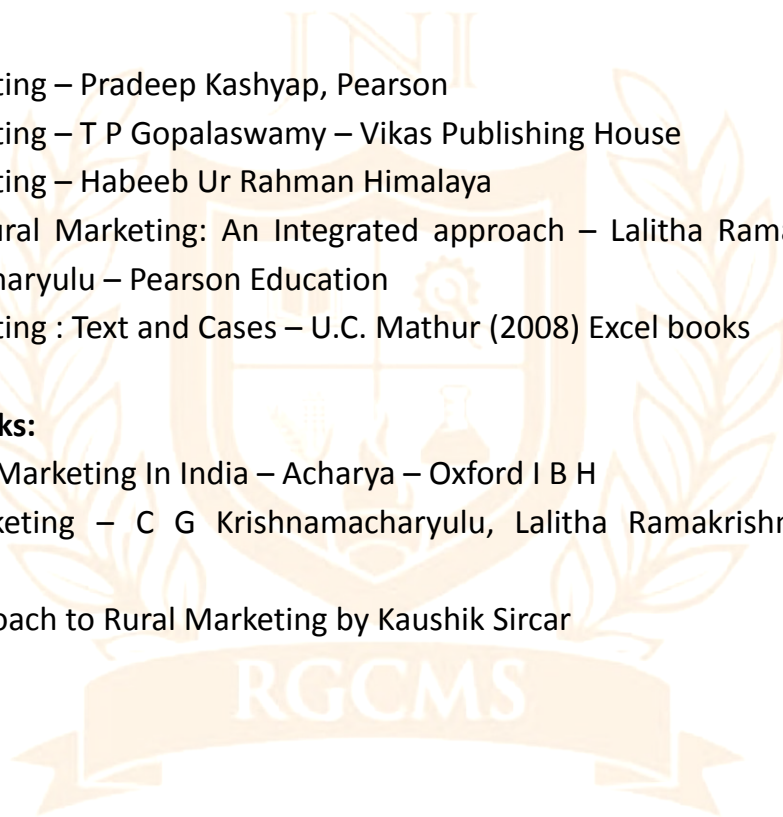 ting – Pradeep Kashyap, Pearson
ting – T P Gopalaswamy – Vikas Publishing House
ting – Habeeb Ur Rahman Himalaya
ural Marketing: An Integrated approach – Lalitha Rama
haryulu – Pearson Education
ting : Text and Cases – U.C. Mathur (2008) Excel books
ks:
Marketing In India – Acharya – Oxford I B H
keting – C G Krishnamacharyulu, Lalitha Ramakrishn
oach to Rural Marketing by Kaushik Sircar
RGCMS